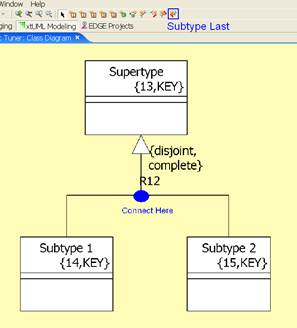 Window Help
Subtype Last
ging
xtUML Modeling
EDGE Projects
: Tuner: Class Diagram
Supertype
{13,KEY}
{disjoint,
complete}
R12
Connect Here
Subtype 1
{14,KEY}
Subtype 2
{15,KEY}